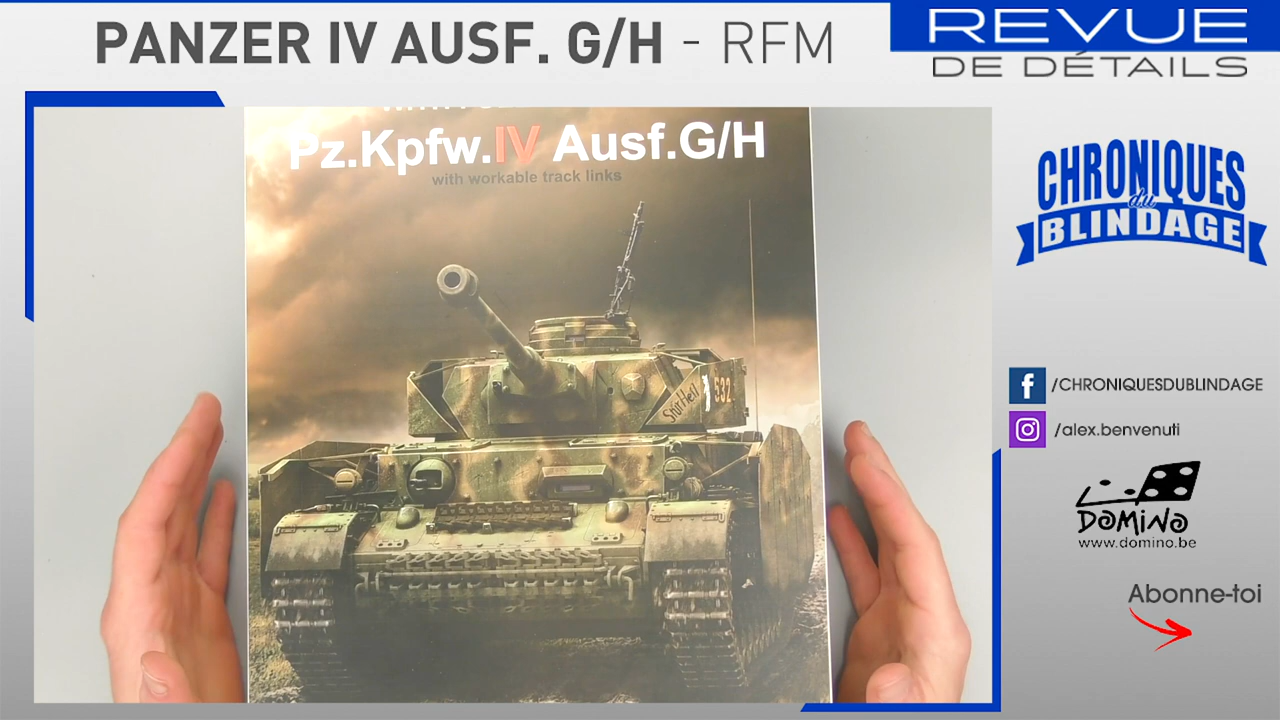 PANZER IV AUSF. G/H - RFM
REVUE
DE DÉTAILS
Pz.Kpfw.IV Ausf.G/H
with workable track links
532
CHRONIQUES
du
BLINDAGE
/CHRONIQUESDUBLINDAGE
/alex.benvenuti
DOMINO
www.domino.be
Abonne-toi